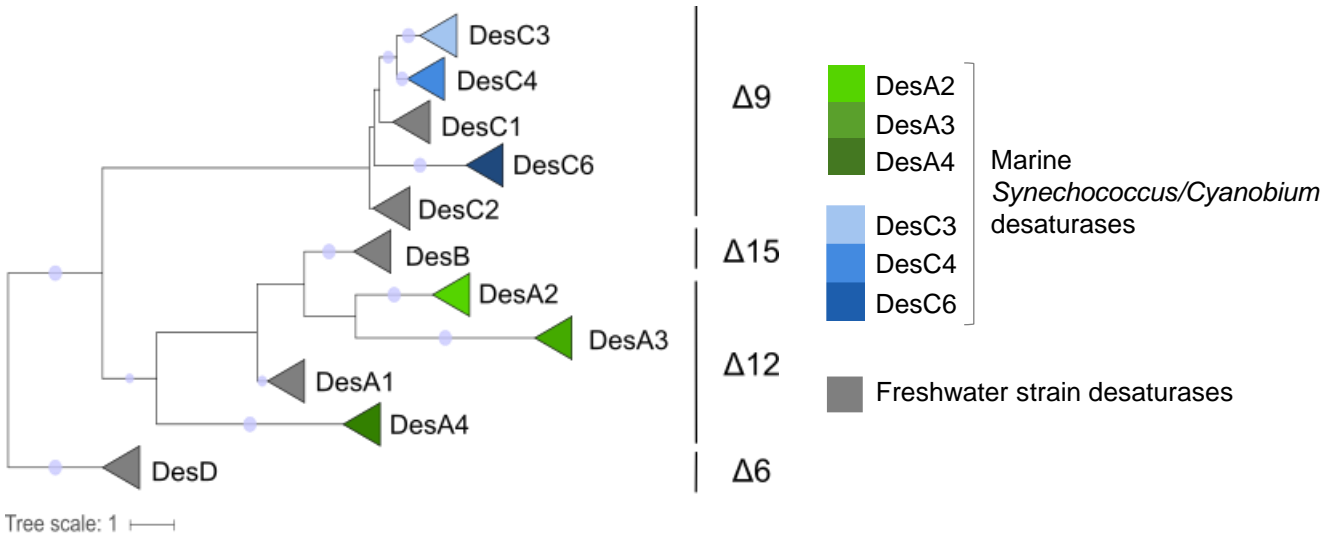 DesC3
DesC4
DesC1
DesC6
DesC2
DesB
DesA2
DesA3
DesA1
DesA4
DesD
Tree scale: 1
Δ9
Δ15
Δ12
Δ6
DesA2
DesA3
DesA4
DesC3
DesC4
DesC6
Marine
Synechococcus/Cyanobium
desaturases
Freshwater strain desaturases